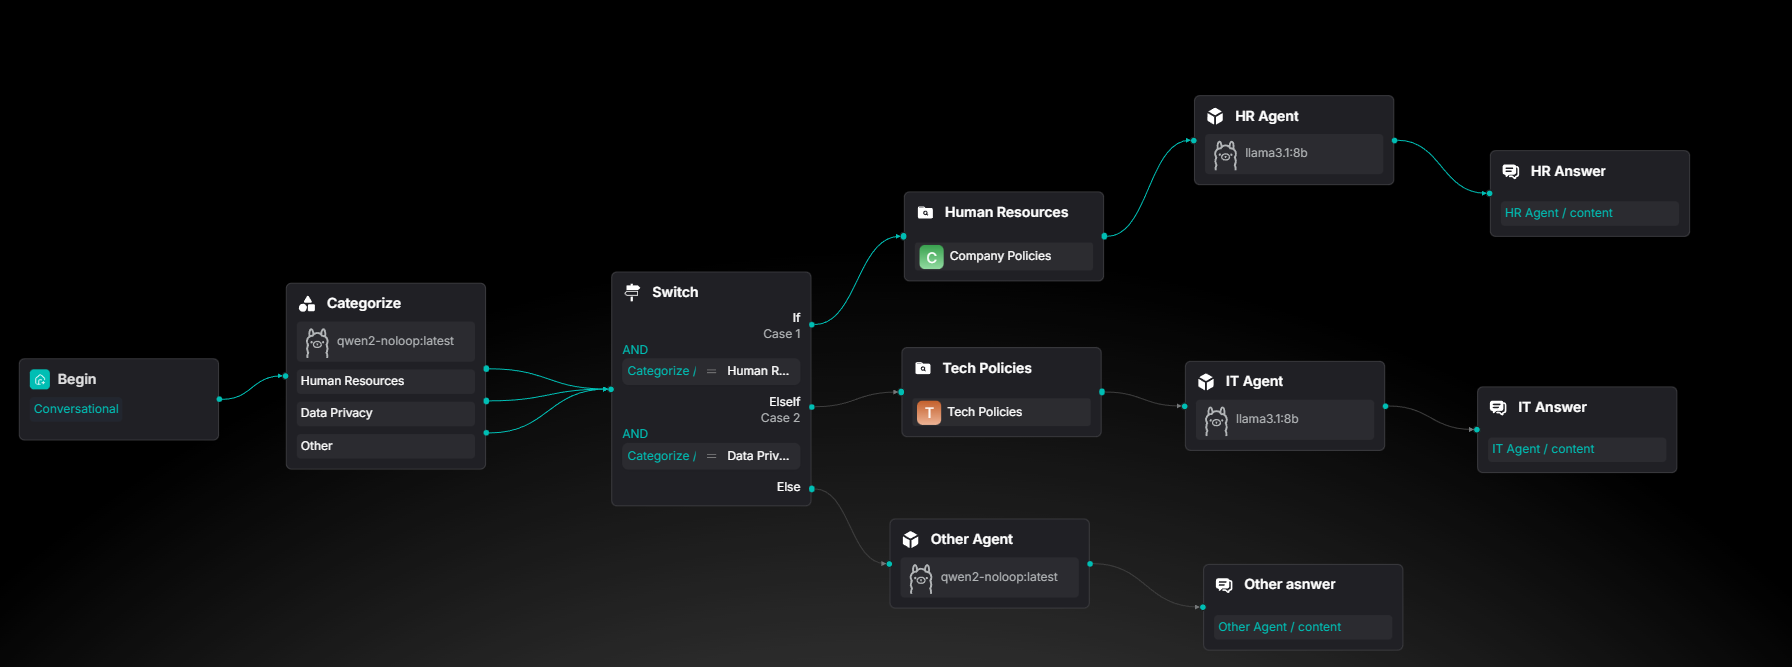 Begin
Conversational
Categorize
qwen2-noloop:latest
Human Resources
Data Privacy
Other
Switch
If
Case 1
AND
Categorize / = Human R...
ElseIf
Case 2
AND
Categorize / = Data Priv...
Else
Human Resources
C Company Policies
HR Agent
llama3.1:8b
HR Answer
HR Agent / content
Tech Policies
T Tech Policies
IT Agent
llama3.1:8b
IT Answer
IT Agent / content
Other Agent
qwen2-noloop:latest
Other asnwer
Other Agent / content